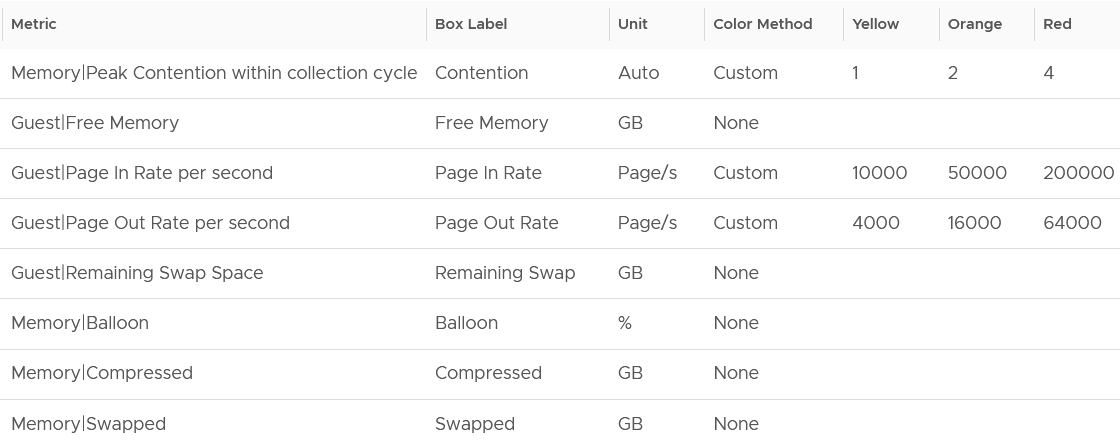 Metric Box Label Unit Color Method Yellow Orange Red
Memory|Peak Contention within collection cycle Contention Auto Custom 1 2 4
Guest|Free Memory Free Memory GB None
Guest|Page In Rate per second Page In Rate Page/s Custom 10000 50000 200000
Guest|Page Out Rate per second Page Out Rate Page/s Custom 4000 16000 64000
Guest|Remaining Swap Space Remaining Swap GB None
Memory|Balloon Balloon % None
Memory|Compressed Compressed GB None
Memory|Swapped Swapped GB None